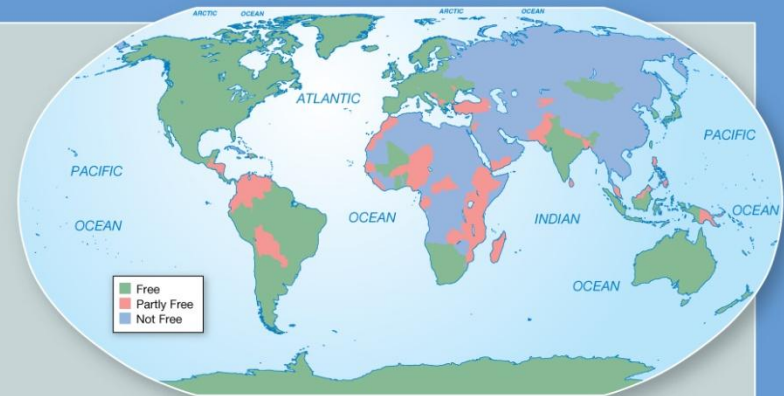 ARCTIC OCEAN
ARCTIC OCEAN
ATLANTIC
OCEAN
PACIFIC
OCEAN
PACIFIC
OCEAN
INDIAN
OCEAN
Free
Partly Free
Not Free